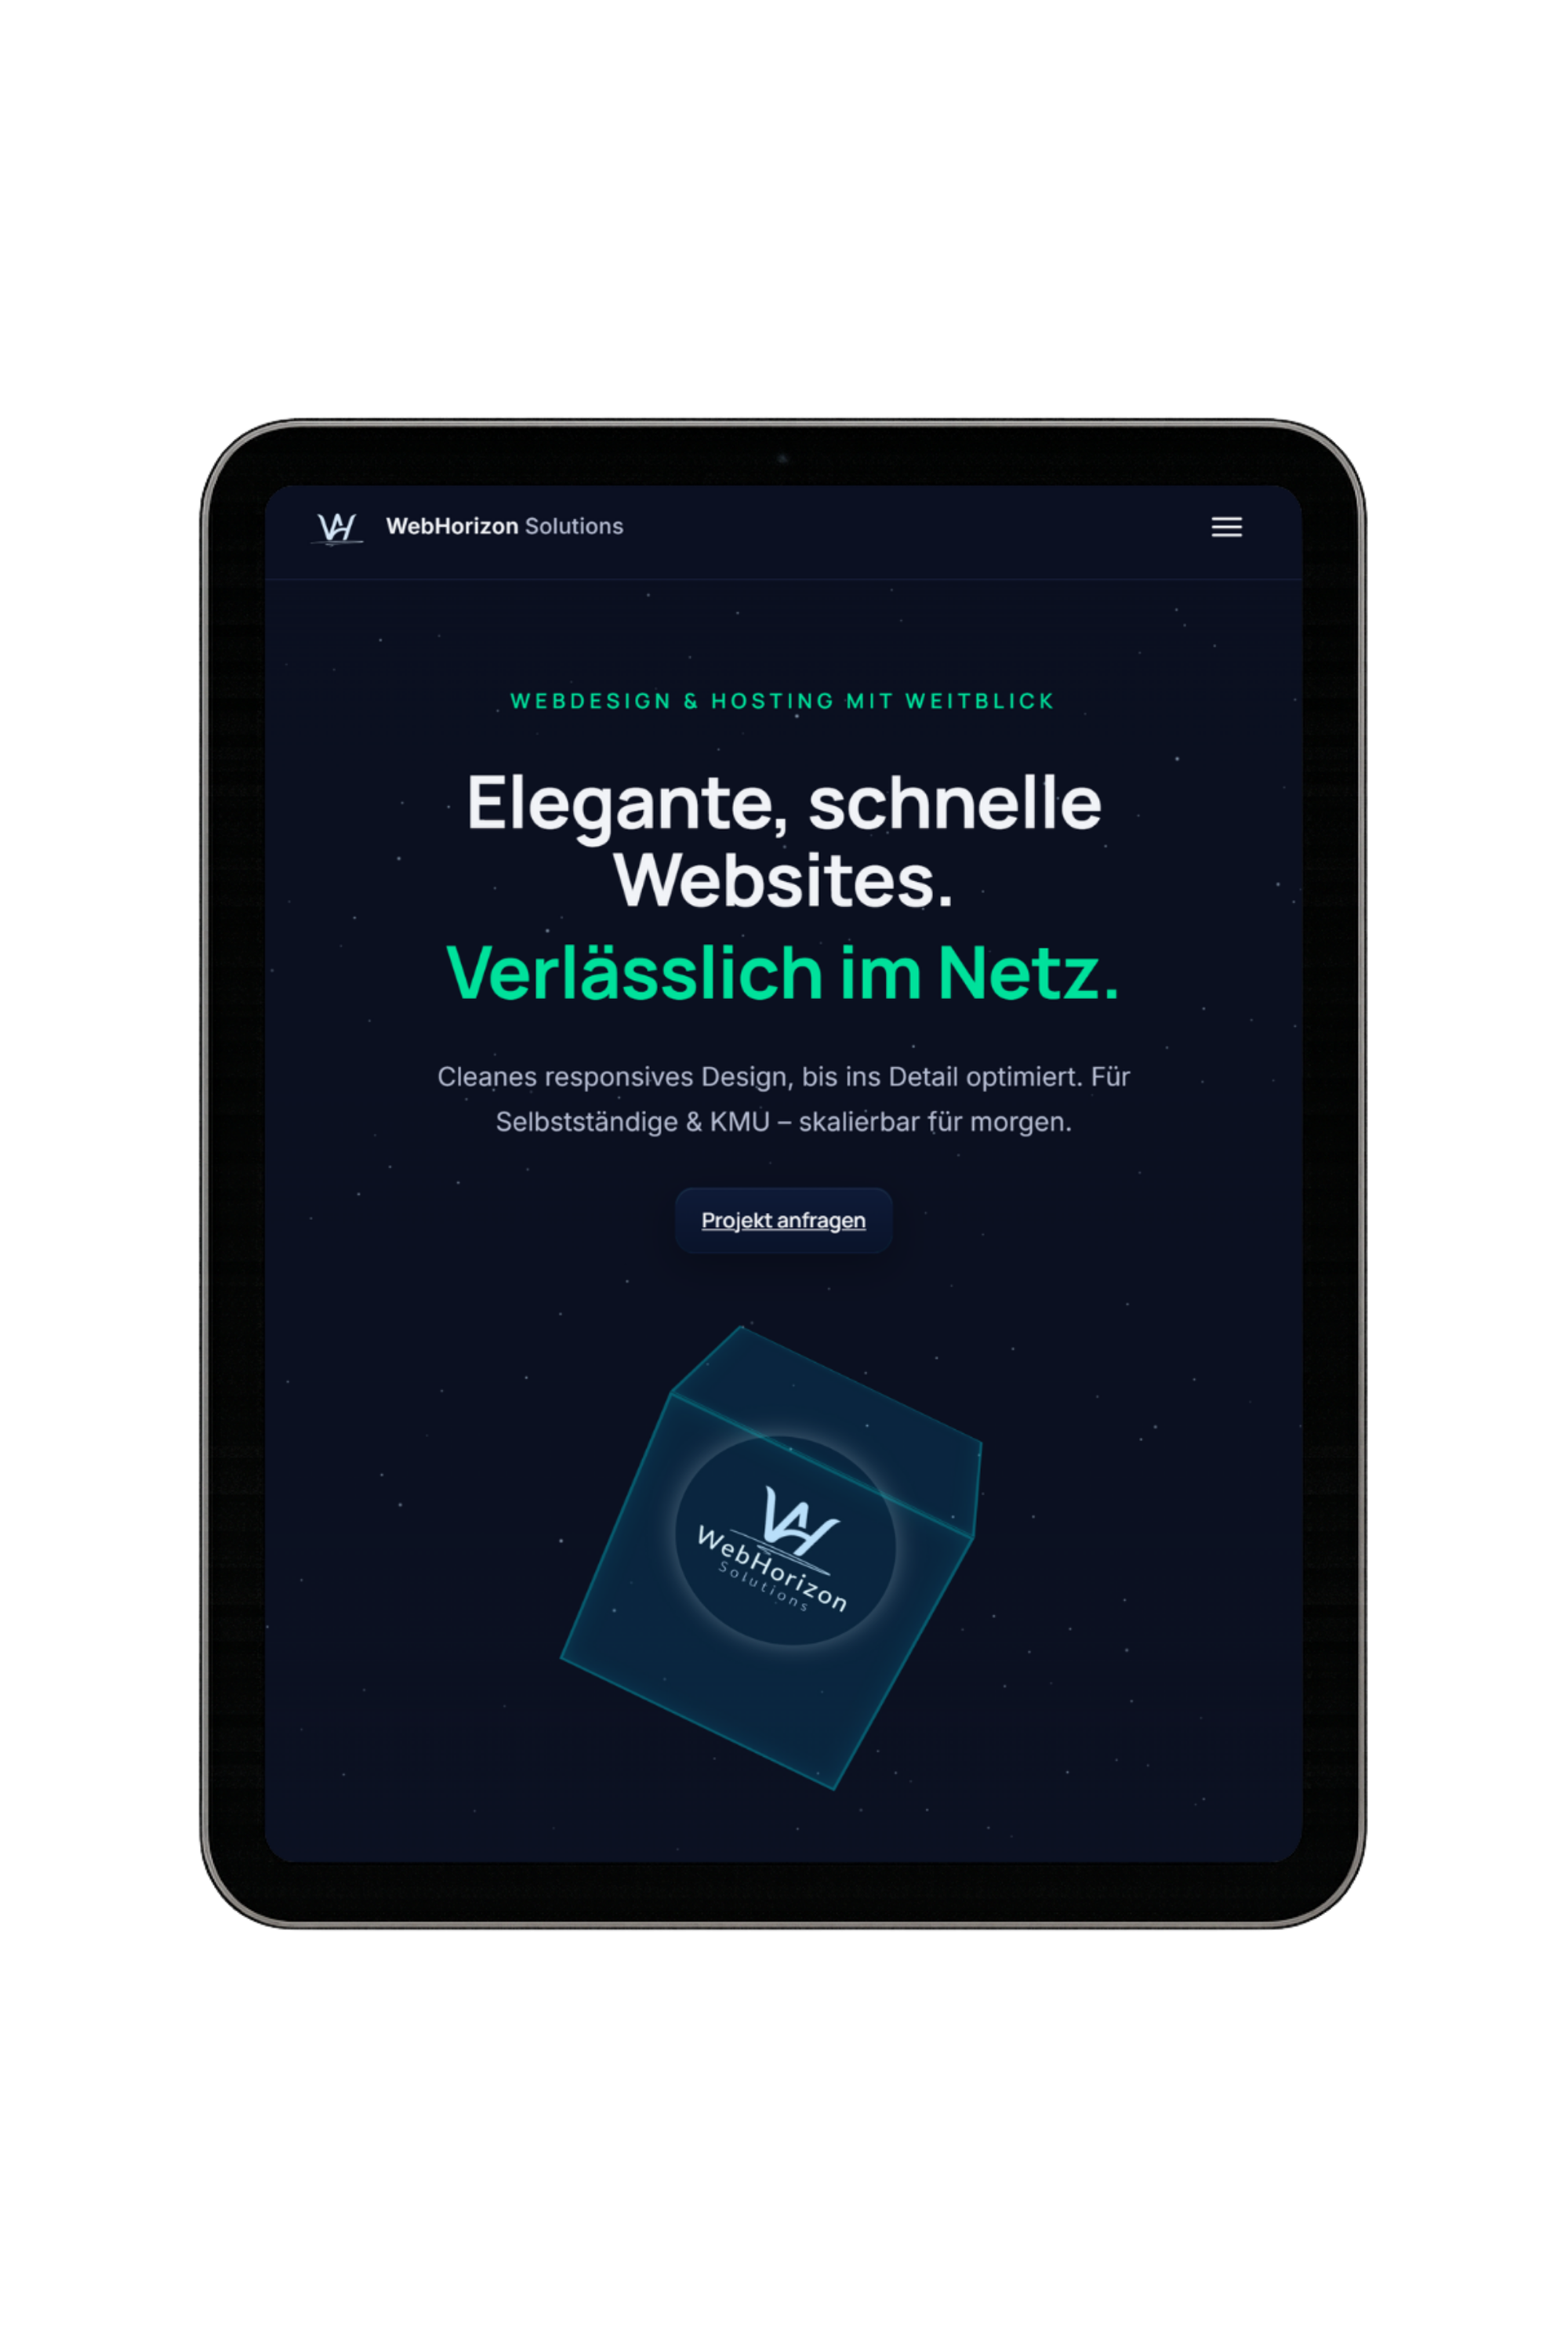 WebHorizon Solutions
WEBDESIGN & HOSTING MIT WEITBLICK
Elegante, schnelle
Websites.
Verlässlich im Netz.
Cleanes responsives Design, bis ins Detail optimiert. Für
Selbstständige & KMU – skalierbar für morgen.
Projekt anfragen
WebHorizon
Solutions